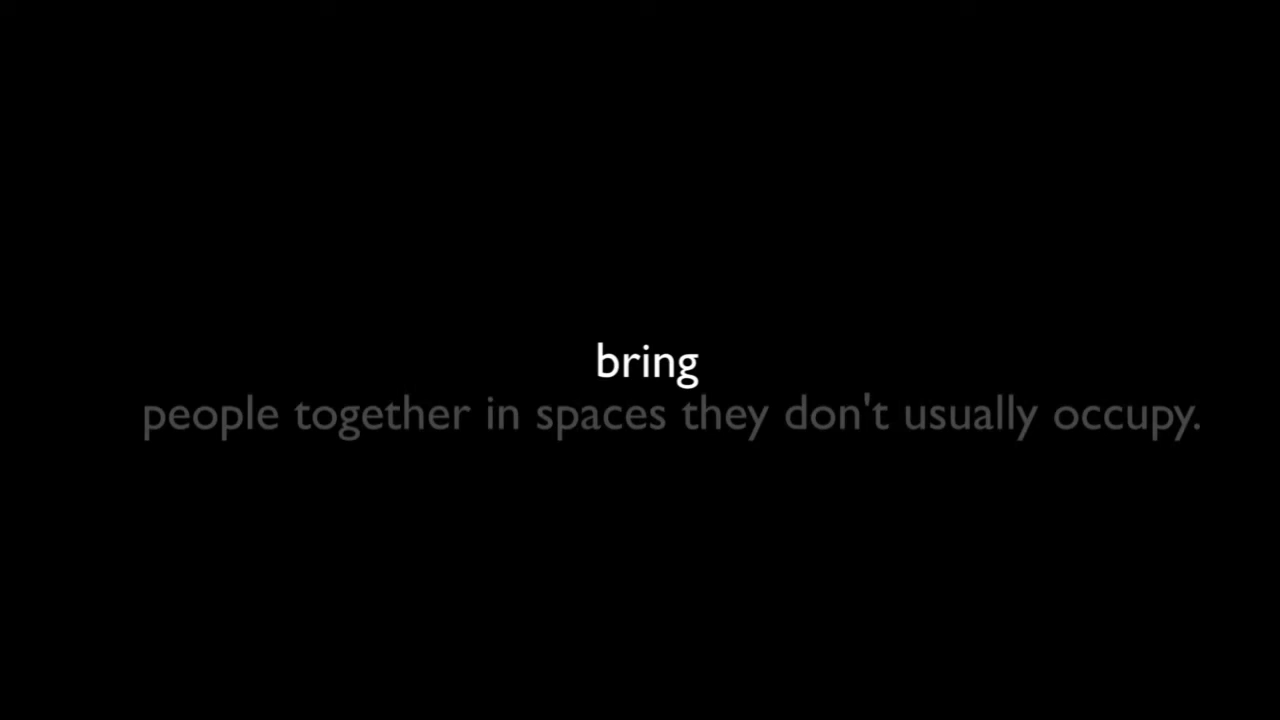 bring
people together in spaces they don't usually occupy.